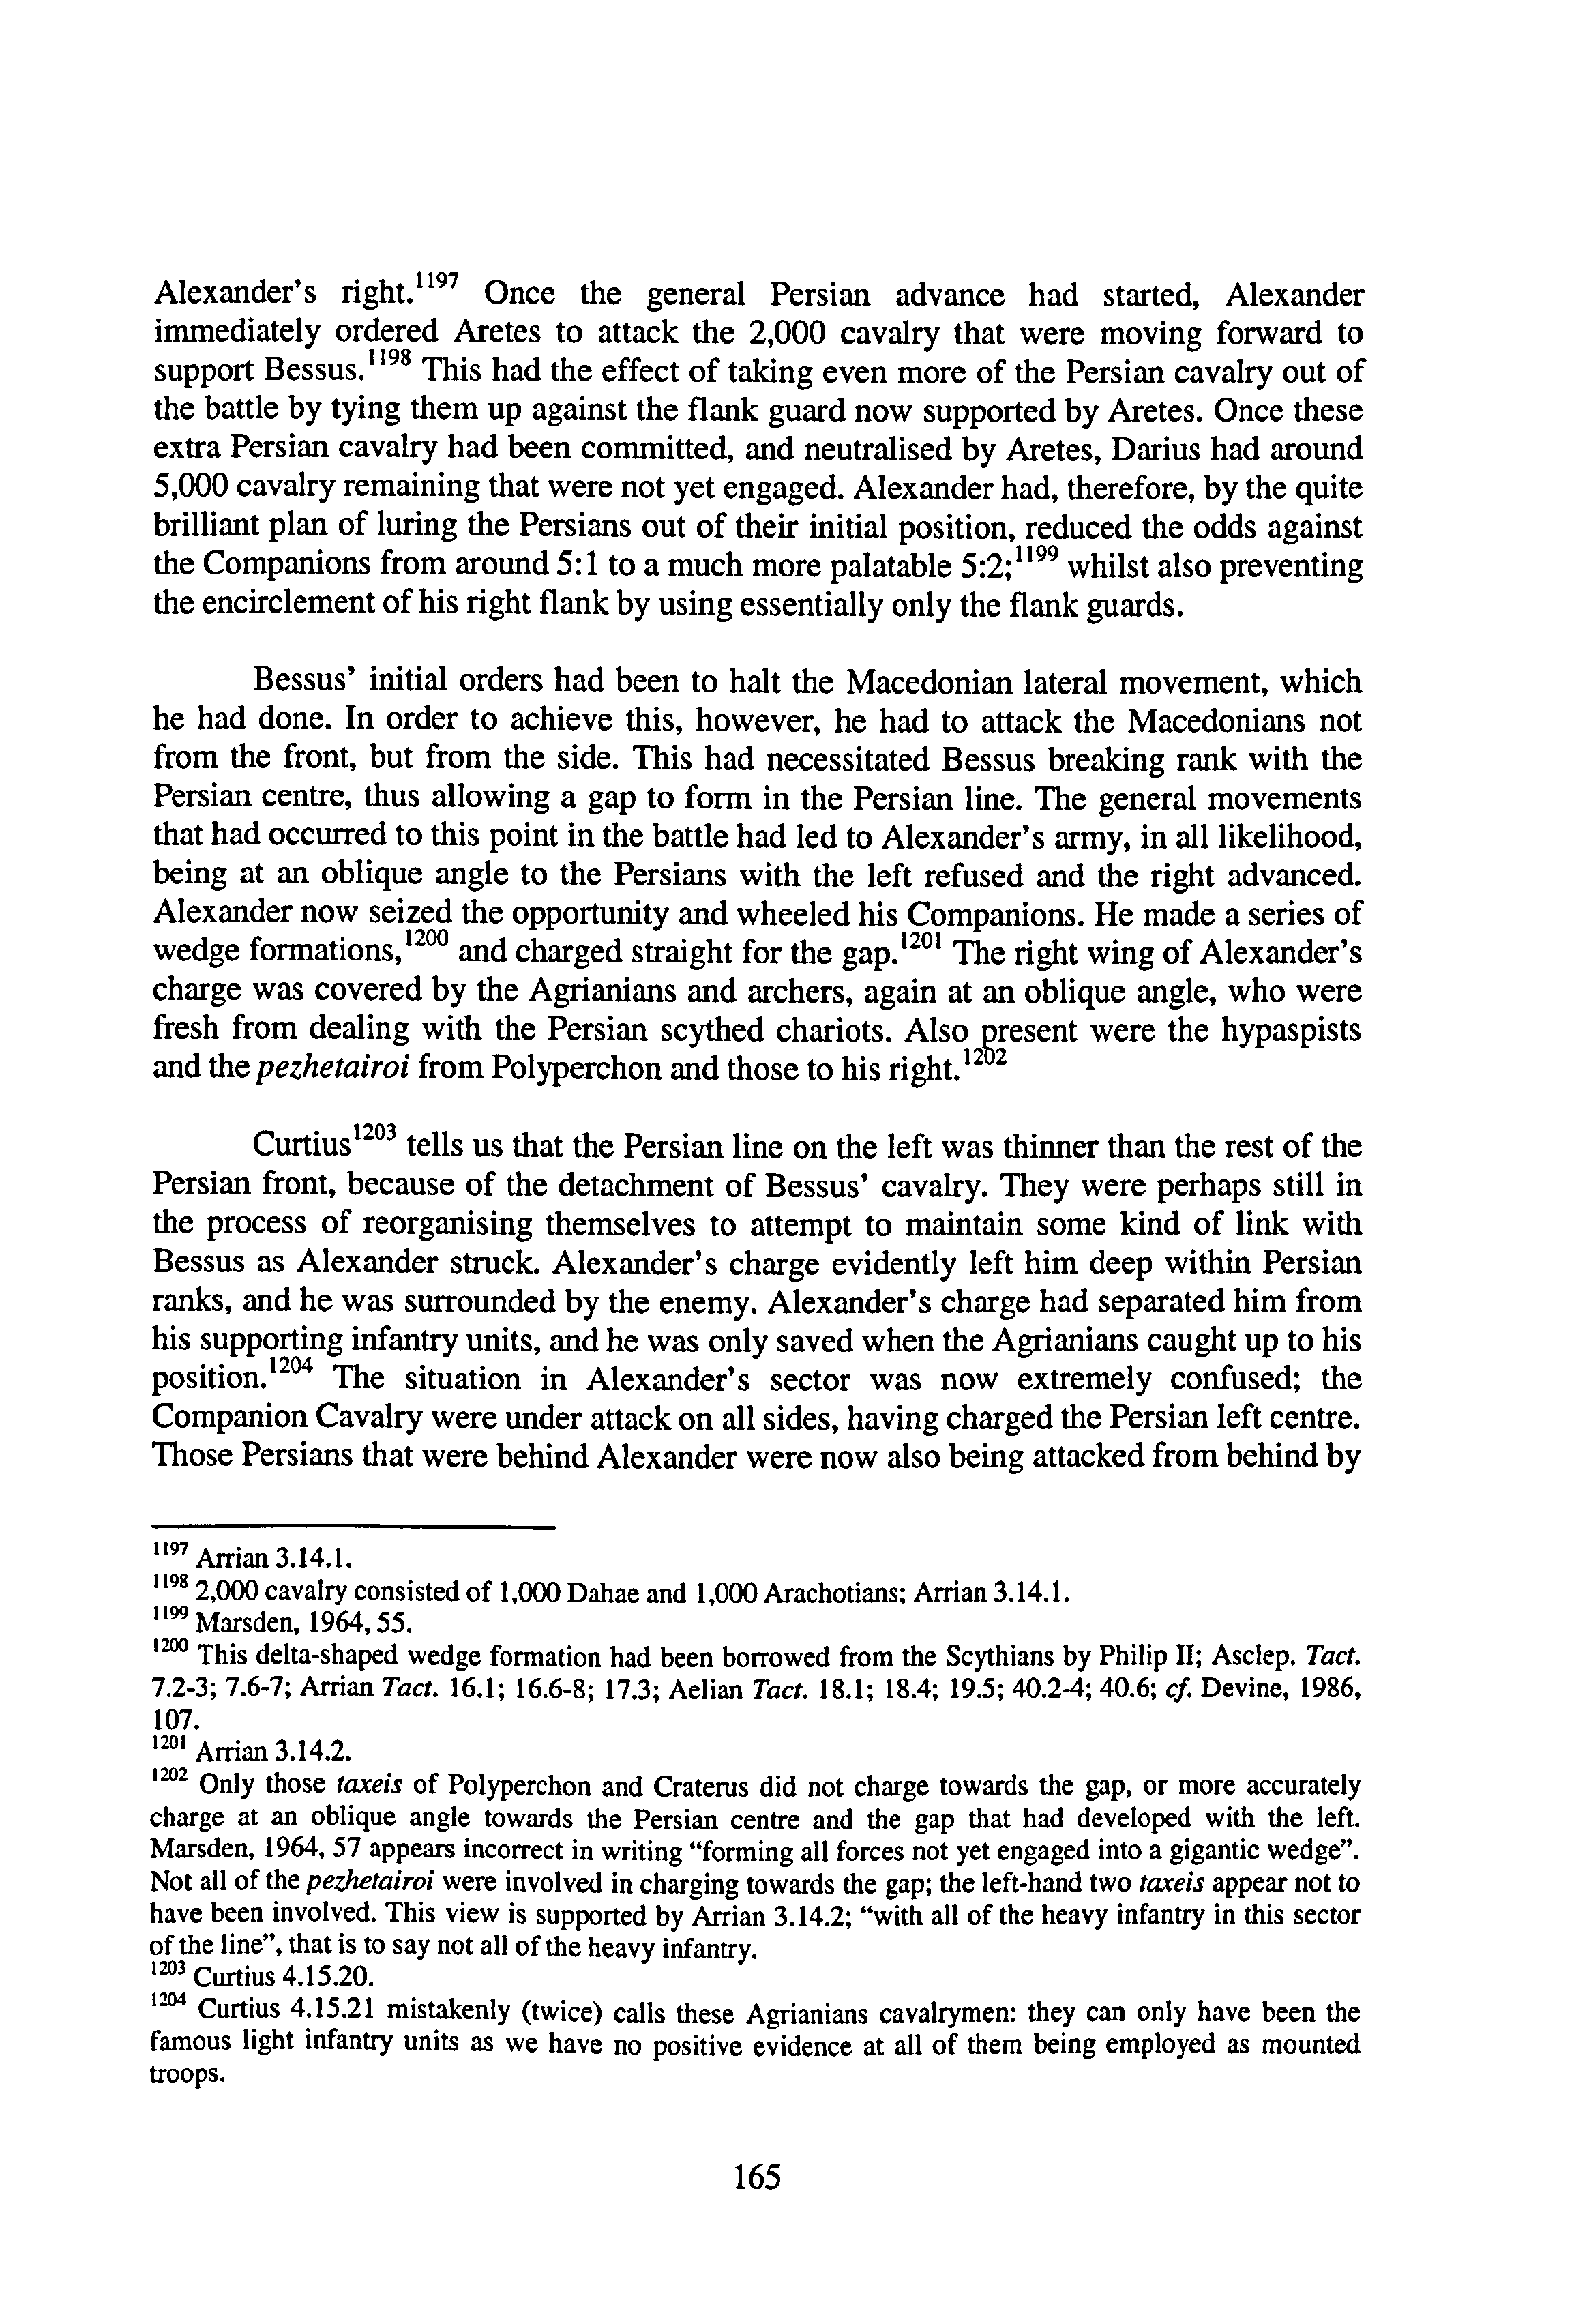 Alexander's right.1197 Once the general Persian advance had started, Alexander
immediately ordered Aretes to attack the 2,000 cavalry that were moving forward to
support Bessus.1198 This had the effect of taking even more of the Persian cavalry out of
the battle by tying them up against the flank guard now supported by Aretes. Once these
extra Persian cavalry had been committed, and neutralised by Aretes, Darius had around
5,000 cavalry remaining that were not yet engaged. Alexander had, therefore, by the quite
brilliant plan of luring the Persians out of their initial position, reduced the odds against
the Companions from around 5:1 to a much more palatable 5:2;1199 whilst also preventing
the encirclement of his right flank by using essentially only the flank guards.
Bessus' initial orders had been to halt the Macedonian lateral movement, which
he had done. In order to achieve this, however, he had to attack the Macedonians not
from the front, but from the side. This had necessitated Bessus breaking rank with the
Persian centre, thus allowing a gap to form in the Persian line. The general movements
that had occurred to this point in the battle had led to Alexander's army, in all likelihood,
being at an oblique angle to the Persians with the left refused and the right advanced.
Alexander now seized the opportunity and wheeled his Companions. He made a series of
wedge formations,1200 and charged straight for the gap.1201 The right wing of Alexander's
charge was covered by the Agrianians and archers, again at an oblique angle, who were
fresh from dealing with the Persian scythed chariots. Also present were the hypaspists
and the pezhetairoi from Polyperchon and those to his right.1202
Curtius1203 tells us that the Persian line on the left was thinner than the rest of the
Persian front, because of the detachment of Bessus' cavalry. They were perhaps still in
the process of reorganising themselves to attempt to maintain some kind of link with
Bessus as Alexander struck. Alexander's charge evidently left him deep within Persian
ranks, and he was surrounded by the enemy. Alexander's charge had separated him from
his supporting infantry units, and he was only saved when the Agrianians caught up to his
position.1204 The situation in Alexander's sector was now extremely confused; the
Companion Cavalry were under attack on all sides, having charged the Persian left centre.
Those Persians that were behind Alexander were now also being attacked from behind by
1197 Arrian 3.14.1.
1198 2,000 cavalry consisted of 1,000 Dahae and 1,000 Arachotians; Arrian 3.14.1.
1199 Marsden, 1964, 55.
1200 This delta-shaped wedge formation had been borrowed from the Scythians by Philip II; Asclep. Tact.
7.2-3; 7.6-7; Arrian Tact. 16.1; 16.6-8; 17.3; Aelian Tact. 18.1; 18.4; 19.5; 40.2-4; 40.6; cf. Devine, 1986,
107.
1201 Arrian 3.14.2.
1202 Only those taxeis of Polyperchon and Craterus did not charge towards the gap, or more accurately
charge at an oblique angle towards the Persian centre and the gap that had developed with the left.
Marsden, 1964, 57 appears incorrect in writing "forming all forces not yet engaged into a gigantic wedge".
Not all of the pezhetairoi were involved in charging towards the gap; the left-hand two taxeis appear not to
have been involved. This view is supported by Arrian 3.14.2; "with all of the heavy infantry in this sector
of the line", that is to say not all of the heavy infantry.
1203 Curtius 4.15.20.
1204 Curtius 4.15.21 mistakenly (twice) calls these Agrianians cavalrymen: they can only have been the
famous light infantry units as we have no positive evidence at all of them being employed as mounted
troops.
165